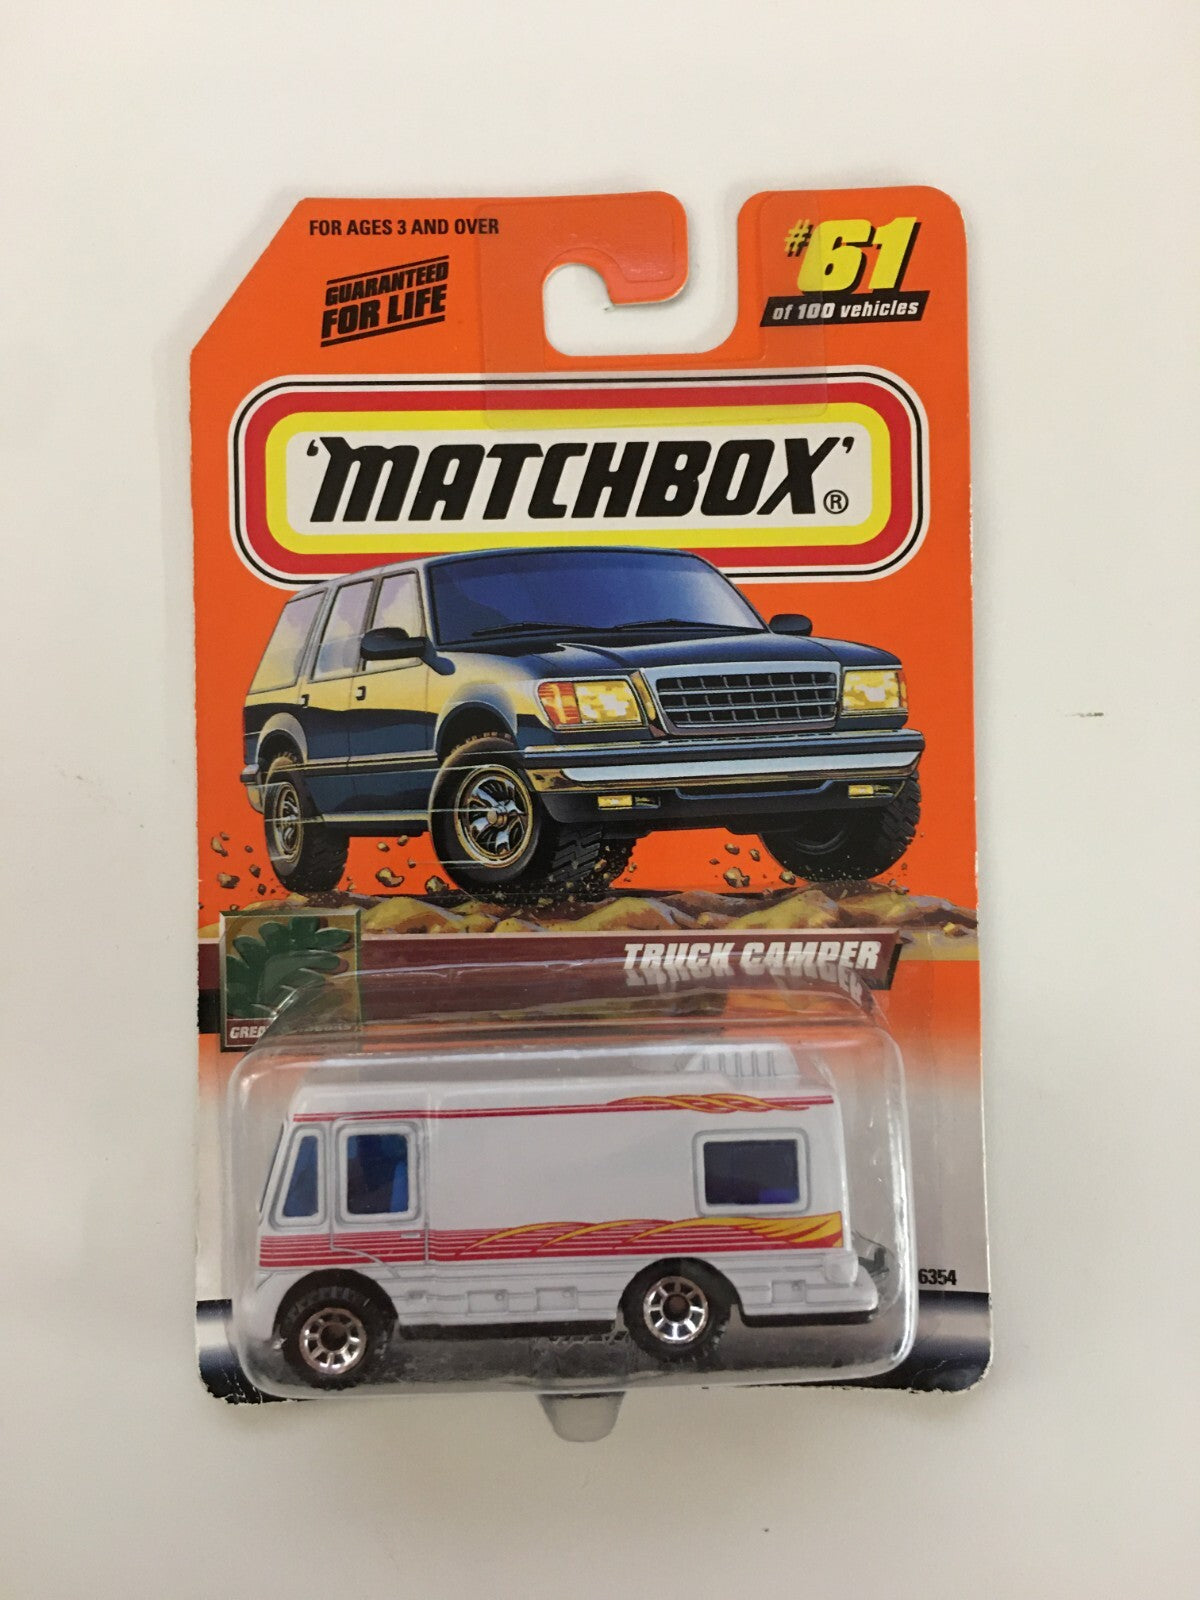 FOR AGES 3 AND OVER
GUARANTEED
FOR LIFE
#61
of 100 vehicles
'MATCHBOX'®
TRUCK CAMPER
6354